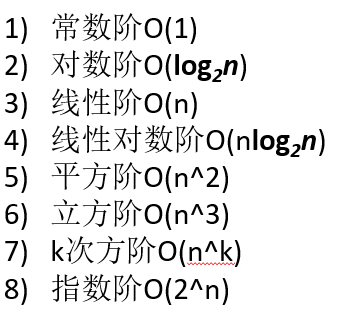 1) 常数阶O(1)
2) 对数阶O(log₂n)
3) 线性阶O(n)
4) 线性对数阶O(nlog₂n)
5) 平方阶O(n^2)
6) 立方阶O(n^3)
7) k次方阶O(n^k)
8) 指数阶O(2^n)